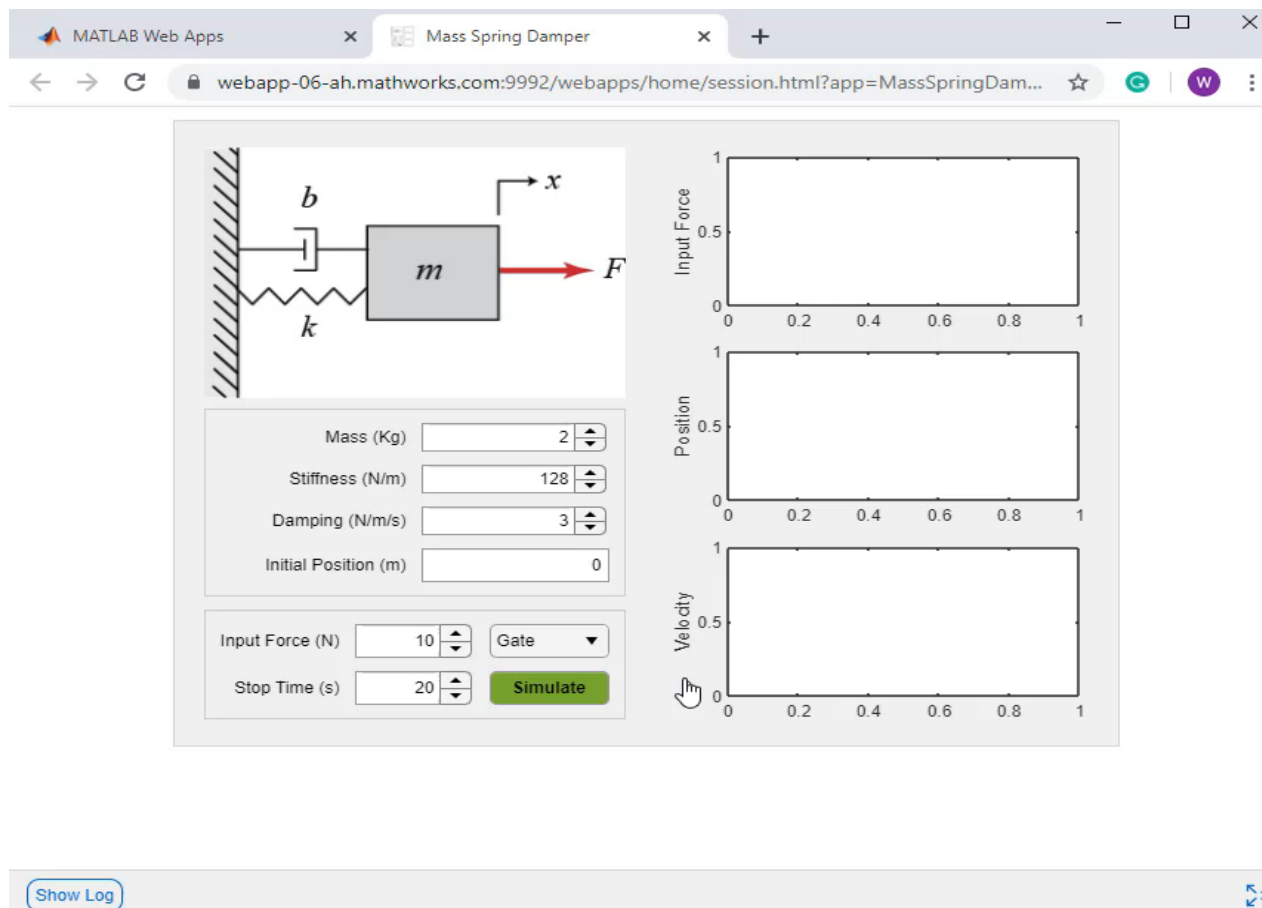 MATLAB Web Apps
Mass Spring Damper
webapp-06-ah.mathworks.com:9992/webapps/home/session.html?app=MassSpringDam...
W
b
x
m
F
k
Mass (Kg) 2
Stiffness (N/m) 128
Damping (N/m/s) 3
Initial Position (m) 0
Input Force (N) 10 Gate
Stop Time (s) 20 Simulate
Input Force
1
0.5
0
0 0.2 0.4 0.6 0.8 1
Position
1
0.5
0
0 0.2 0.4 0.6 0.8 1
Velocity
1
0.5
0
0 0.2 0.4 0.6 0.8 1
Show Log